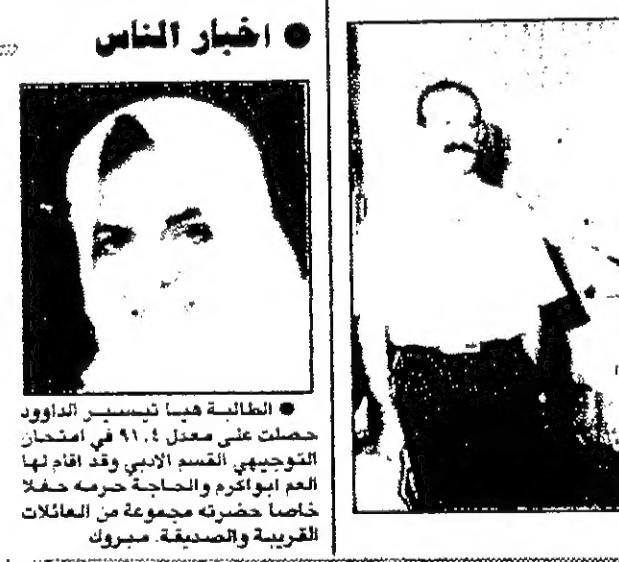 ● اخبار الناس
● الطالبة هيا تيسير الداوود
حصلت على معدل ٩١.٤ في امتحان
التوجيهي القسم الادبي وقد اقام لها
العم ابواكرم والحاجة حرمه حفلا
خاصا حضرته مجموعة من العائلات
القريبة والصديقة. مبروك